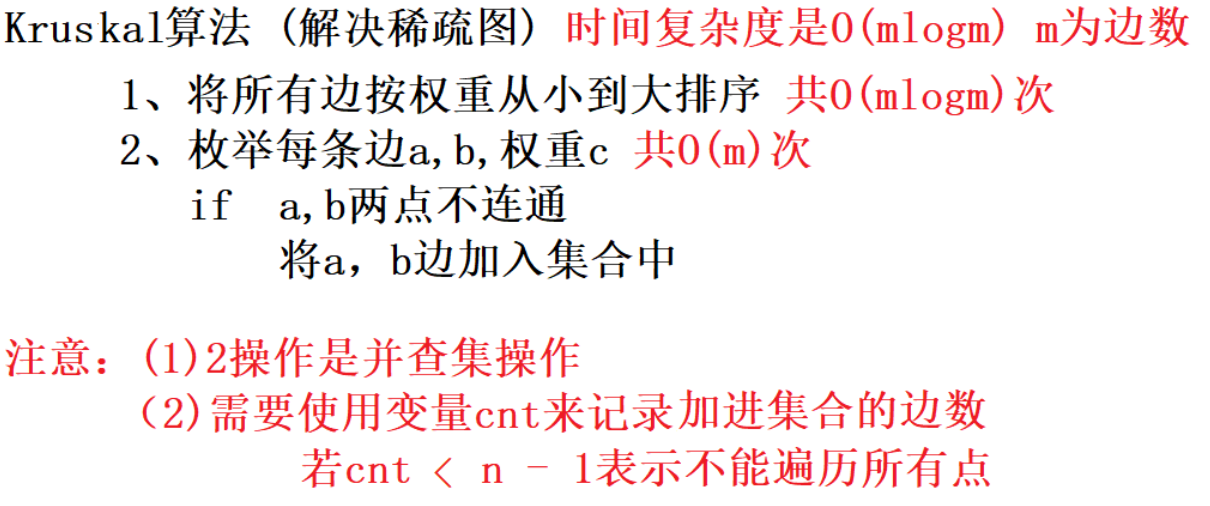 Kruskal算法（解决稀疏图）时间复杂度是O(mlogm) m为边数
1、将所有边按权重从小到大排序 共O(mlogm)次
2、枚举每条边a,b,权重c 共O(m)次
if a,b两点不连通
将a，b边加入集合中
注意：(1)2操作是并查集操作
（2)需要使用变量cnt来记录加进集合的边数
若cnt < n - 1表示不能遍历所有点